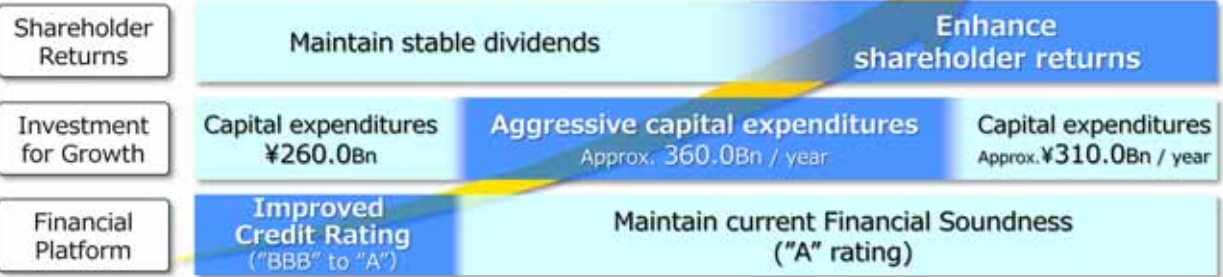 Shareholder
Returns
Maintain stable dividends
Enhance
shareholder returns
Investment
for Growth
Capital expenditures
¥260.0Bn
Aggressive capital expenditures
Approx. 360.0Bn / year
Capital expenditures
Approx.¥310.0Bn / year
Financial
Platform
Improved
Credit Rating
("BBB" to "A")
Maintain current Financial Soundness
("A" rating)